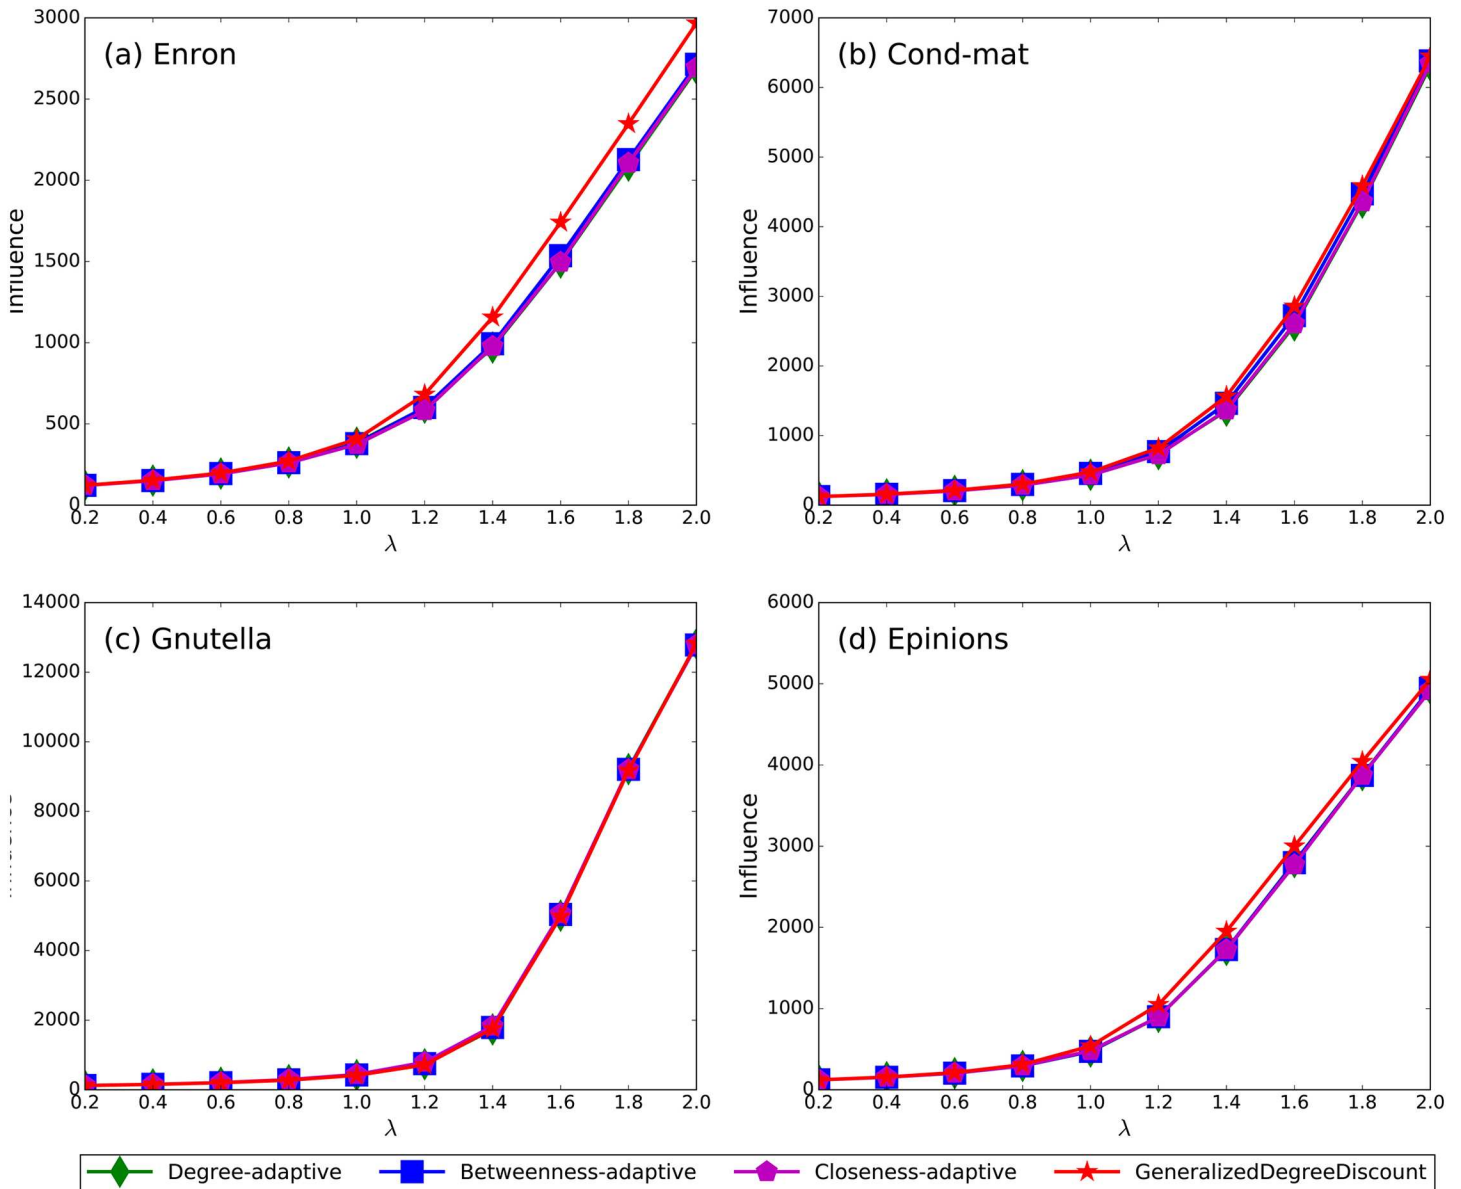 (a) Enron
3000
2500
2000
1500
1000
500
0
0.2 0.4 0.6 0.8 1.0 1.2 1.4 1.6 1.8 2.0
λ
Influence
(b) Cond-mat
7000
6000
5000
4000
3000
2000
1000
0
0.2 0.4 0.6 0.8 1.0 1.2 1.4 1.6 1.8 2.0
λ
Influence
(c) Gnutella
14000
12000
10000
8000
6000
4000
2000
0
0.2 0.4 0.6 0.8 1.0 1.2 1.4 1.6 1.8 2.0
λ
(d) Epinions
6000
5000
4000
3000
2000
1000
0
0.2 0.4 0.6 0.8 1.0 1.2 1.4 1.6 1.8 2.0
λ
Influence
Degree-adaptive Betweenness-adaptive Closeness-adaptive GeneralizedDegreeDiscount